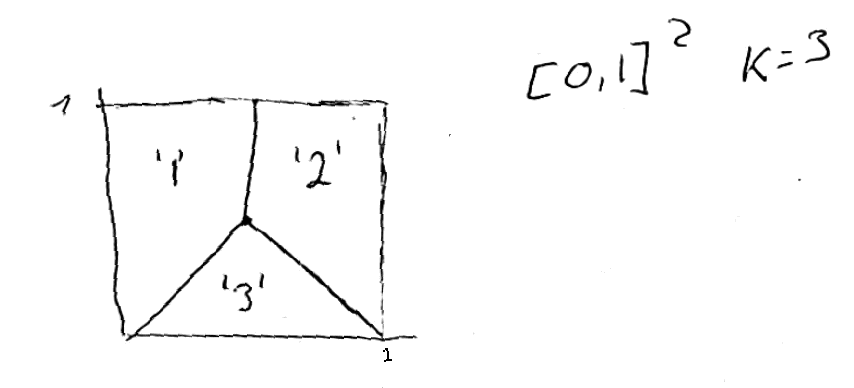 [0,1]² K=3
1
'1' '2'
'3'
1